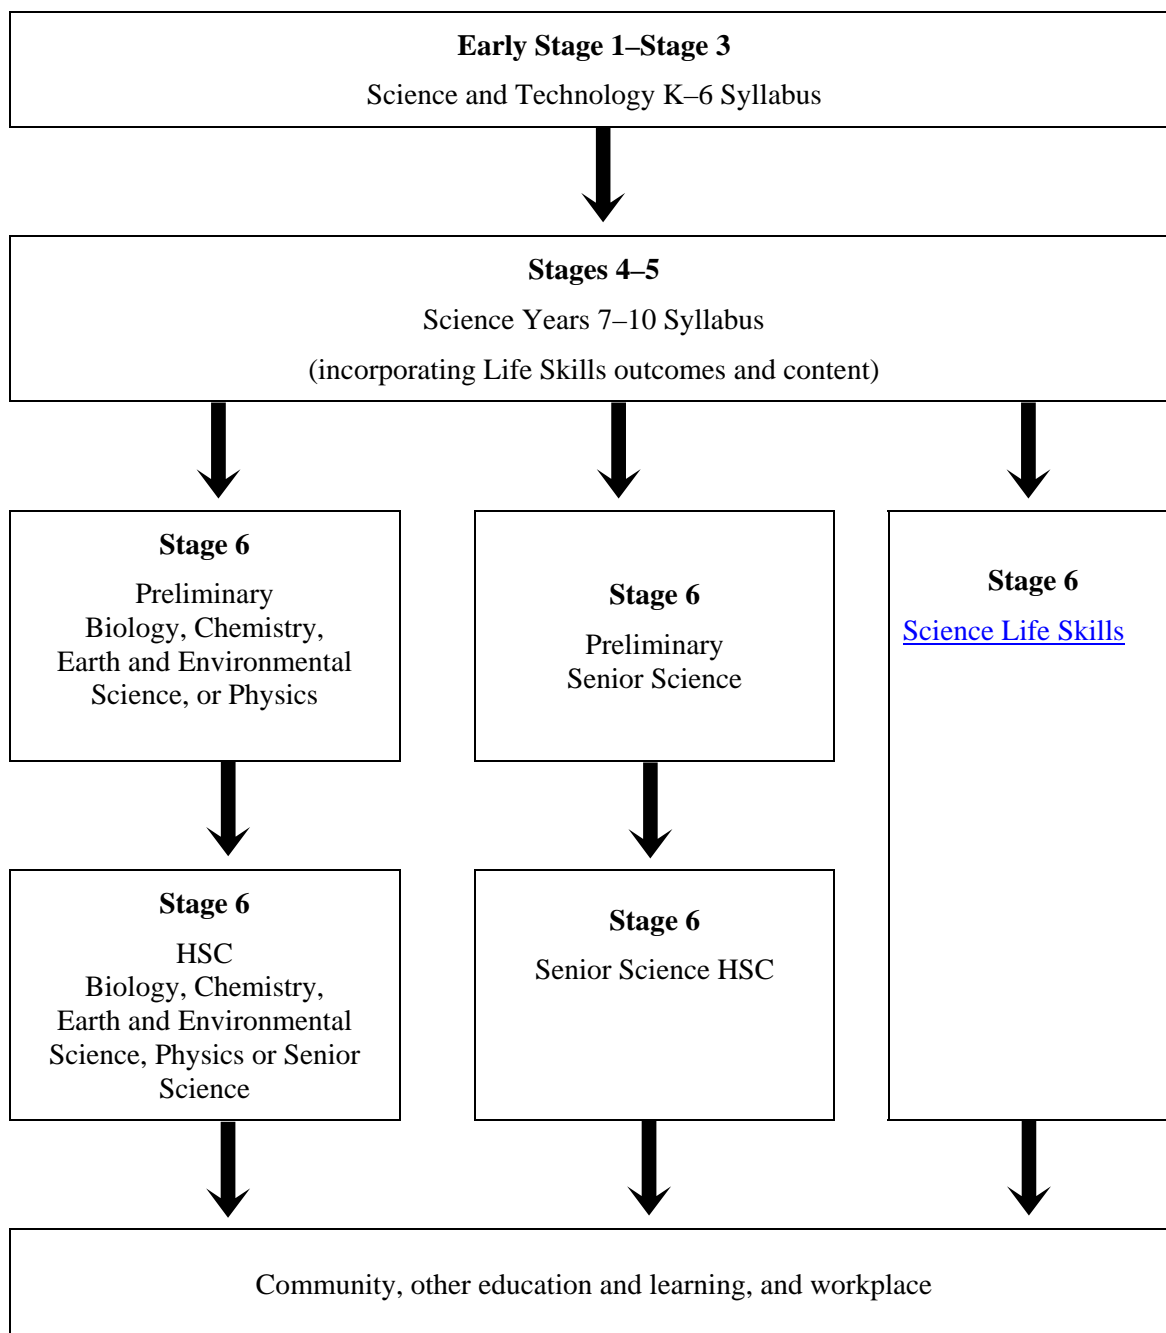 Early Stage 1–Stage 3
Science and Technology K–6 Syllabus
Stages 4–5
Science Years 7–10 Syllabus
(incorporating Life Skills outcomes and content)
Stage 6
Preliminary
Biology, Chemistry,
Earth and Environmental
Science, or Physics
Stage 6
Preliminary
Senior Science
Stage 6
Science Life Skills
Stage 6
HSC
Biology, Chemistry,
Earth and Environmental
Science, Physics or Senior
Science
Stage 6
Senior Science HSC
Community, other education and learning, and workplace